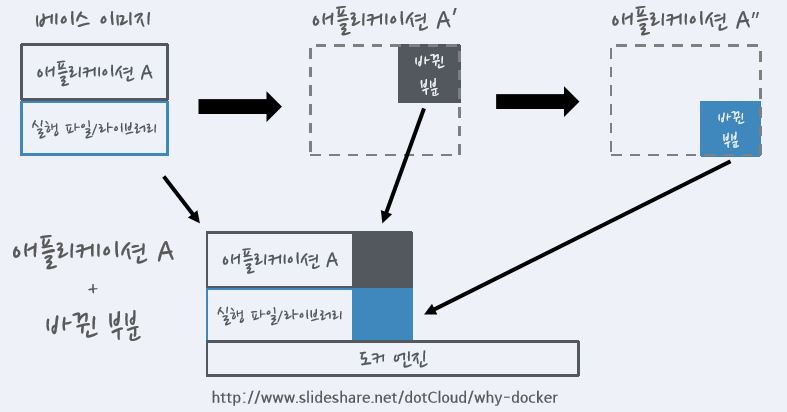 베이스 이미지
애플리케이션 A
실행 파일/라이브러리
애플리케이션 A′
바뀐
부분
애플리케이션 A″
바뀐
부분
애플리케이션 A
+
바뀐 부분
애플리케이션 A
실행 파일/라이브러리
도커 엔진
http://www.slideshare.net/dotCloud/why-docker